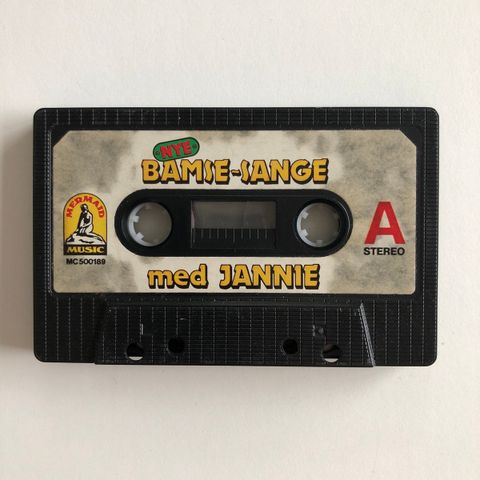 NYE
BAMSE-SANGE
MERMAID
MUSIC
MC 500189
A
STEREO
med JANNIE